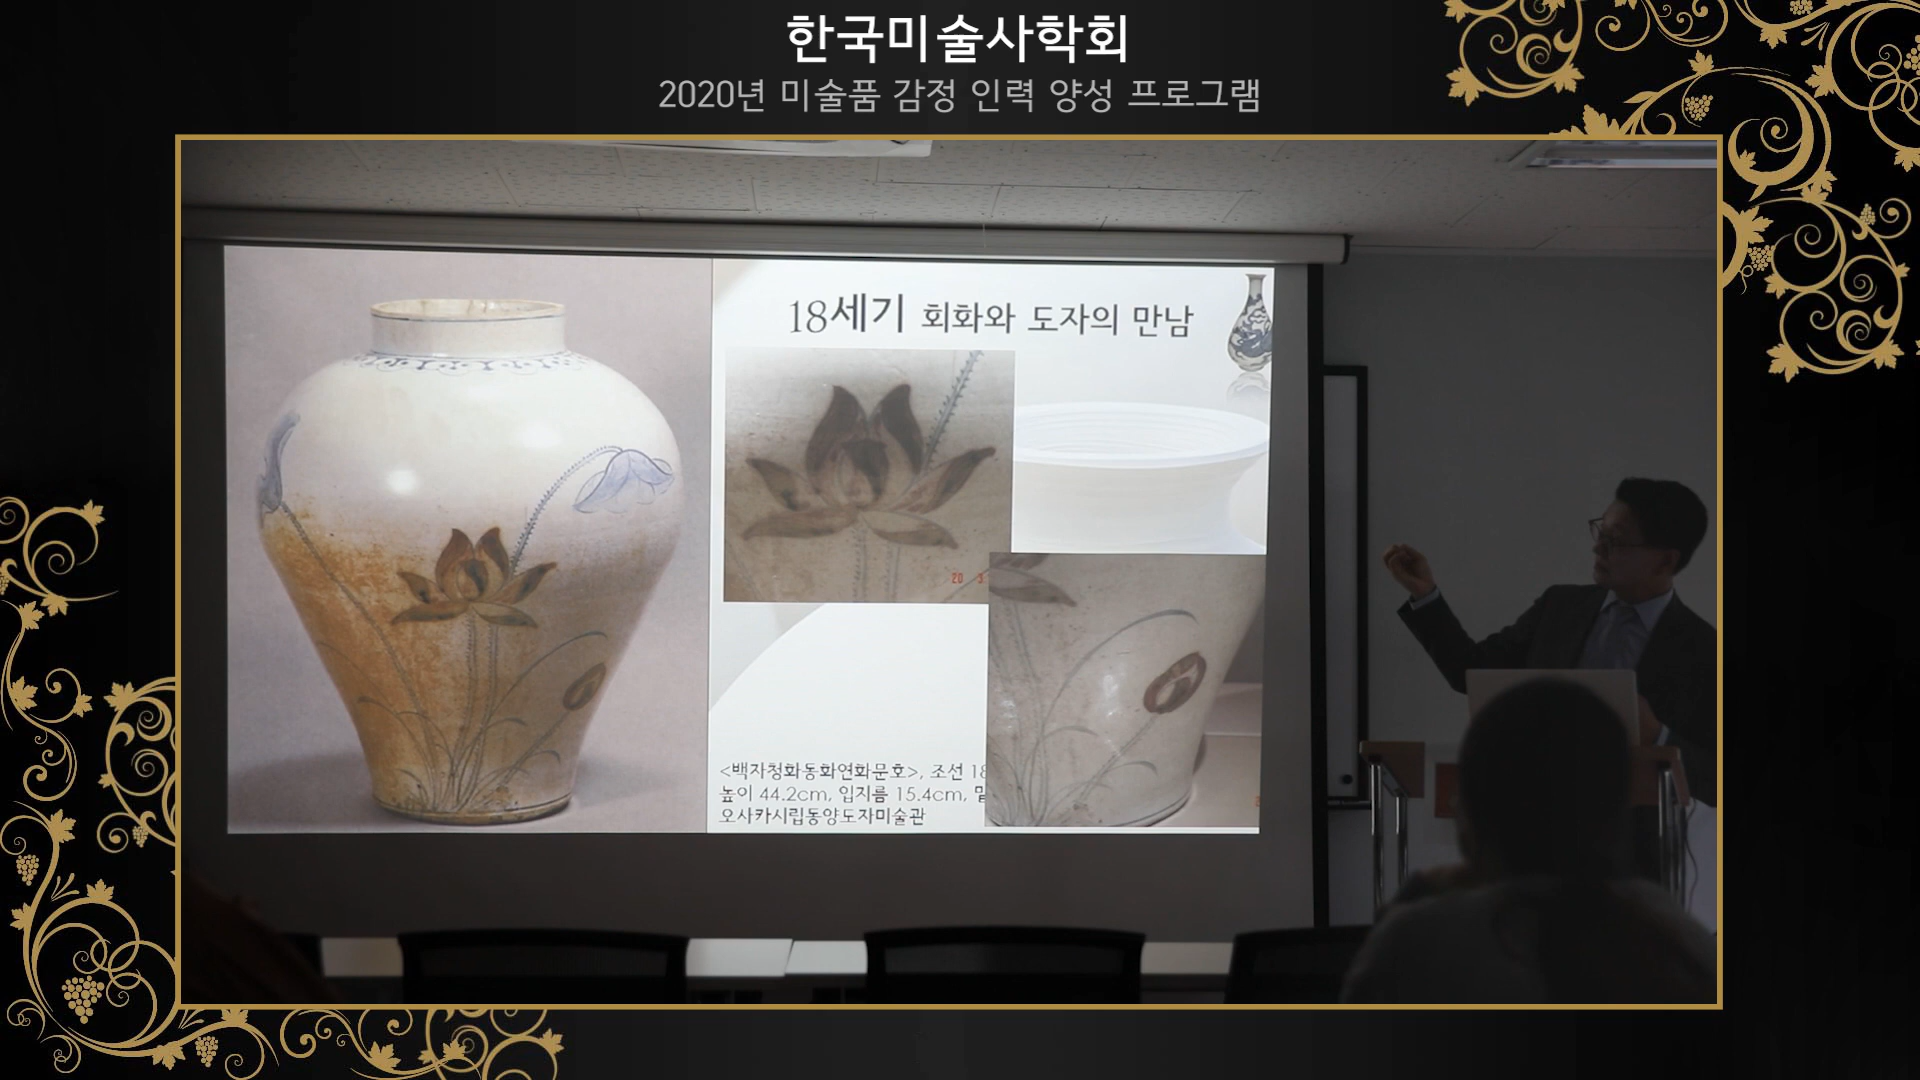 한국미술사학회
2020년 미술품 감정 인력 양성 프로그램
18세기 회화와 도자의 만남
20 3
<백자청화동화연화문호>, 조선 18
높이 44.2cm, 입지름 15.4cm,
오사카시립동양도자미술관